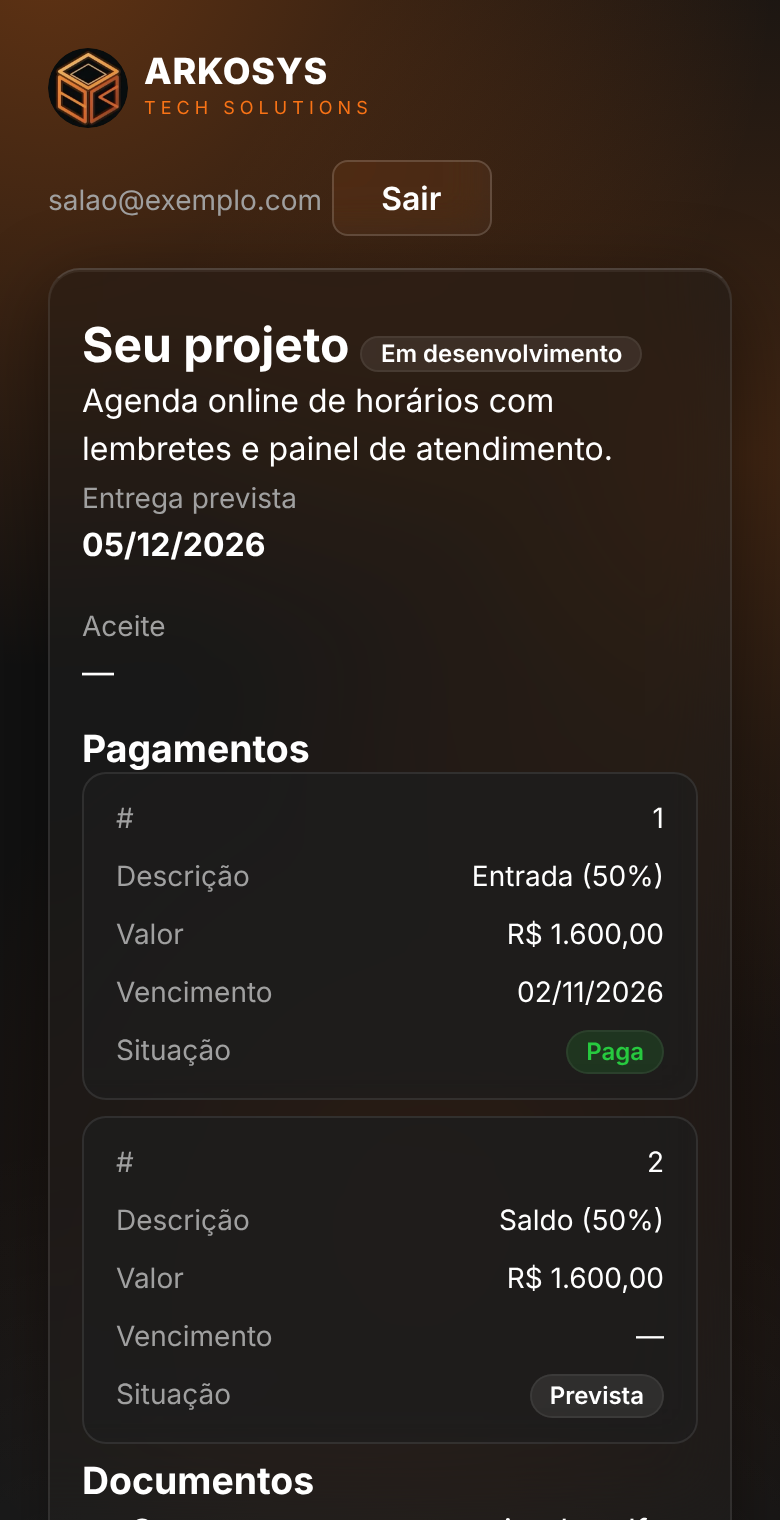 ARKOSYS
TECH SOLUTIONS
salao@exemplo.com Sair
Seu projeto Em desenvolvimento
Agenda online de horários com
lembretes e painel de atendimento.
Entrega prevista
05/12/2026
Aceite
—
Pagamentos
# 1
Descrição Entrada (50%)
Valor R$ 1.600,00
Vencimento 02/11/2026
Situação Paga
# 2
Descrição Saldo (50%)
Valor R$ 1.600,00
Vencimento —
Situação Prevista
Documentos